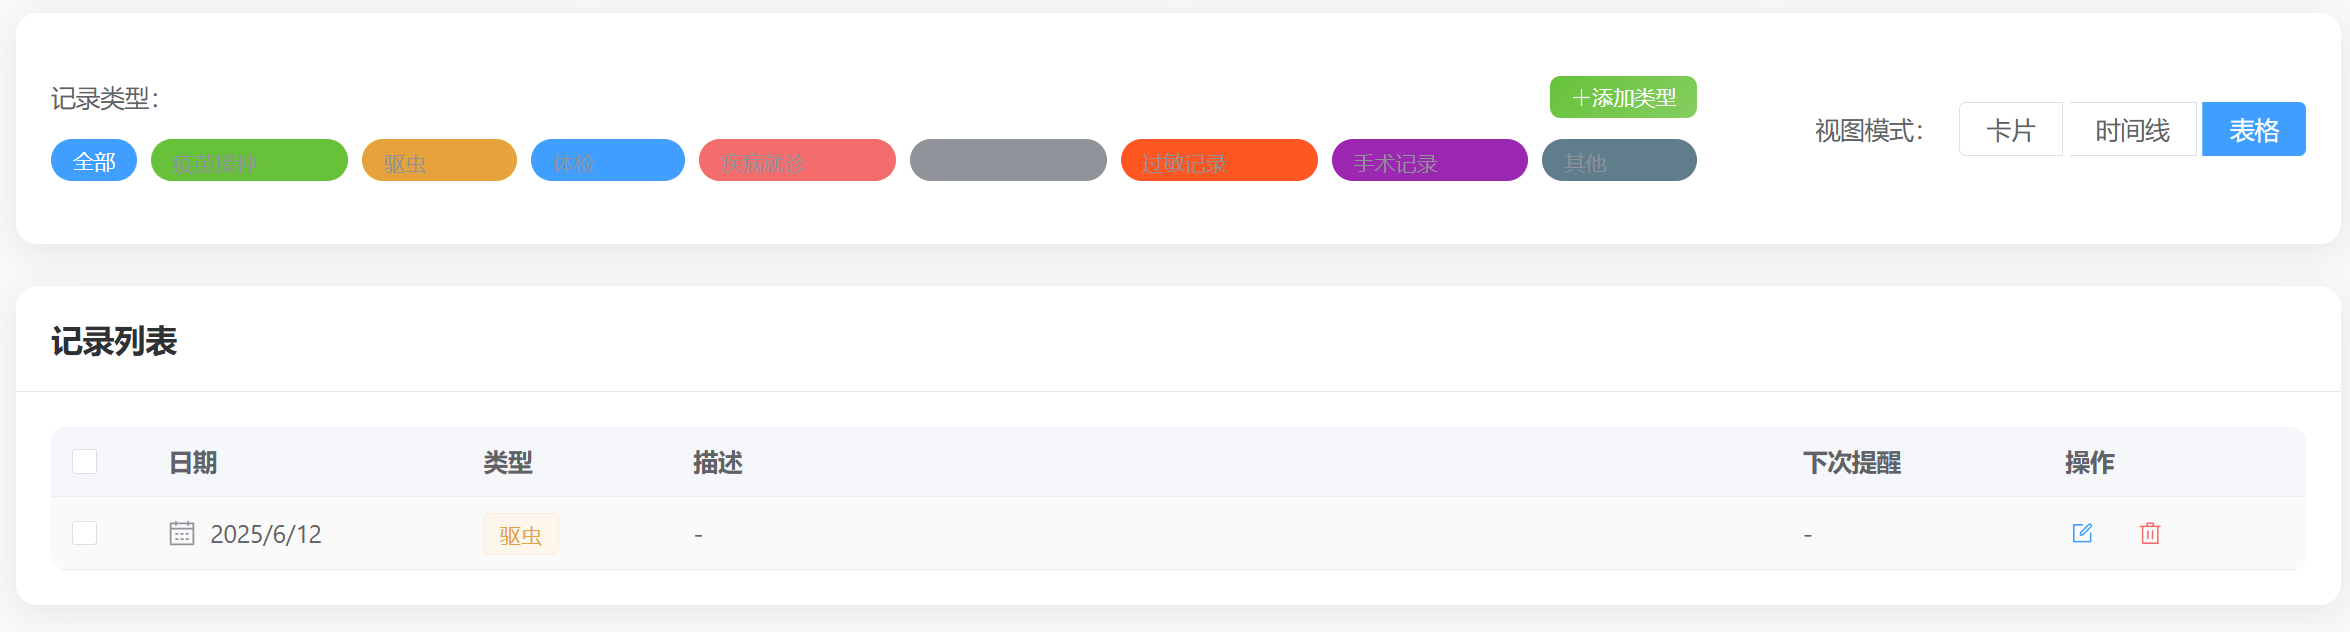 记录类型：
＋添加类型
全部
疫苗接种
驱虫
体检
疾病就诊
过敏记录
手术记录
其他
视图模式：
卡片
时间线
表格
记录列表
日期 类型 描述 下次提醒 操作
2025/6/12 驱虫 - -